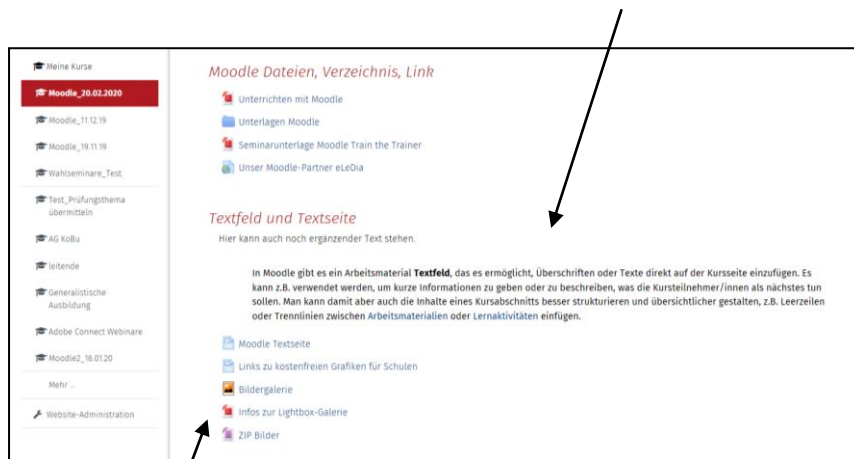 Meine Kurse
Moodle_20.02.2020
Moodle_11.12.19
Moodle_19.11.19
Wahlseminare_Test
Test_Prüfungsthema
übermitteln
AG KoBu
leitende
Generalistische
Ausbildung
Adobe Connect Webinare
Moodle2_16.01.20
Mehr ...
Website-Administration
Moodle Dateien, Verzeichnis, Link
Unterrichten mit Moodle
Unterlagen Moodle
Seminarunterlage Moodle Train the Trainer
Unser Moodle-Partner eLeDia
Textfeld und Textseite
Hier kann auch noch ergänzender Text stehen.
In Moodle gibt es ein Arbeitsmaterial Textfeld, das es ermöglicht, Überschriften oder Texte direkt auf der Kursseite einzufügen. Es
kann z.B. verwendet werden, um kurze Informationen zu geben oder zu beschreiben, was die Kursteilnehmer/innen als nächstes tun
sollen. Man kann damit aber auch die Inhalte eines Kursabschnitts besser strukturieren und übersichtlicher gestalten, z.B. Leerzeilen
oder Trennlinien zwischen Arbeitsmaterialien oder Lernaktivitäten einfügen.
Moodle Textseite
Links zu kostenfreien Grafiken für Schulen
Bildergalerie
Infos zur Lightbox-Galerie
ZIP Bilder